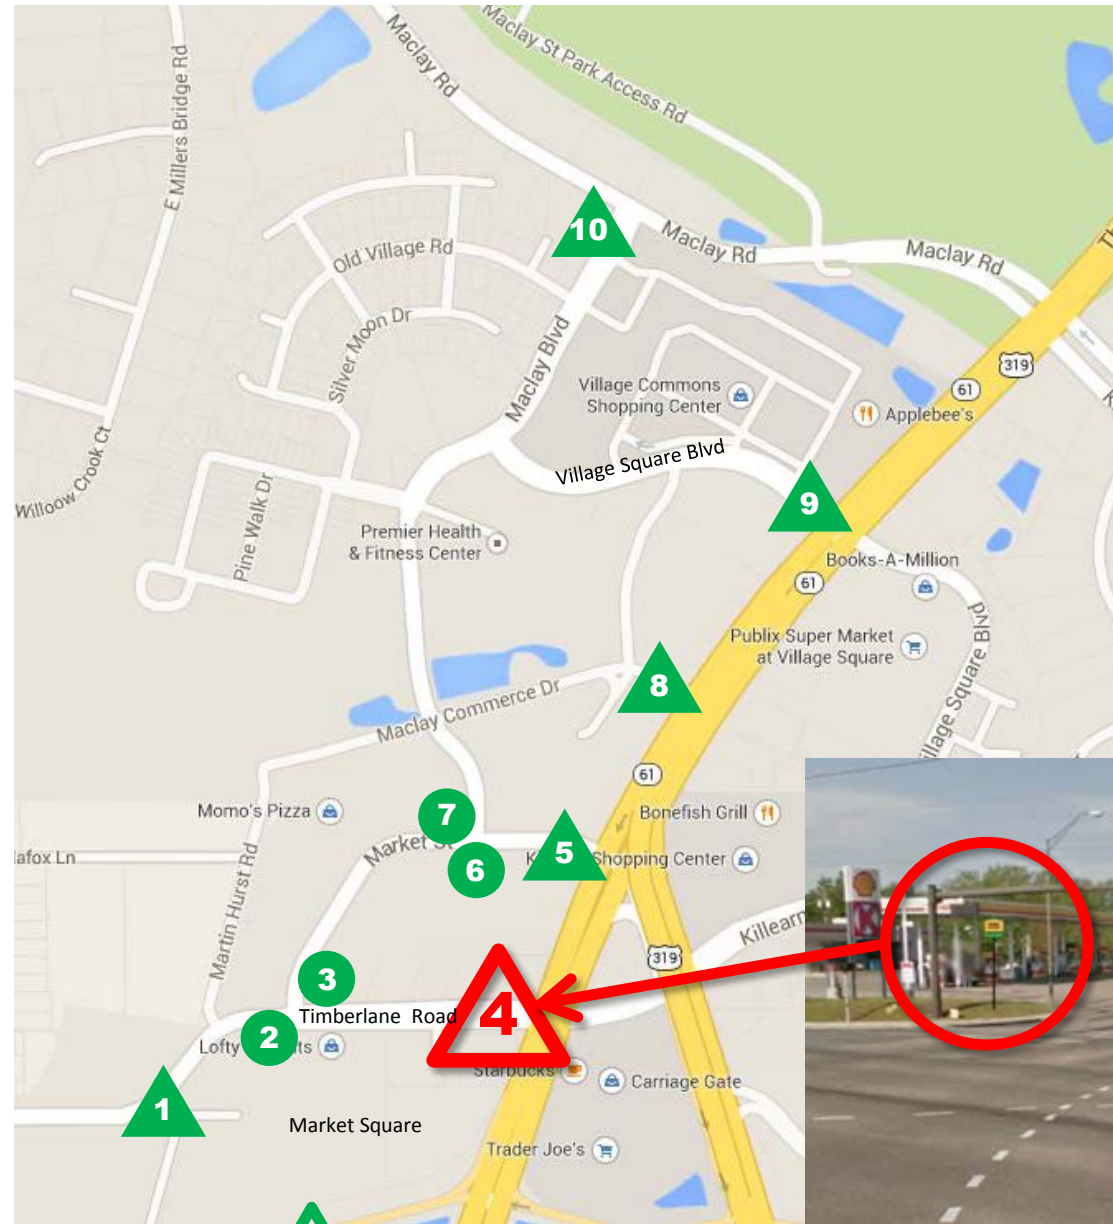 Maclay Rd
Maclay St Park Access Rd
E Millers Bridge Rd
10
Maclay Rd
Maclay Rd
Old Village Rd
Silver Moon Dr
Maclay Blvd
319
61
Village Commons
Shopping Center
Applebee's
Willoow Crook Ct
Village Square Blvd
Pine Walk Dr
9
Premier Health
& Fitness Center
Books-A-Million
61
Publix Super Market
at Village Square
illage Square Blvd
8
Maclay Commerce Dr
61
Momo's Pizza
7
Bonefish Grill
Market St
5
Shopping Center
6
lafox Ln
Martin Hurst Rd
Killearn
319
3
4
Timberlane Road
2
Lofty
Starbucks
Carriage Gate
1
Market Square
Trader Joe's